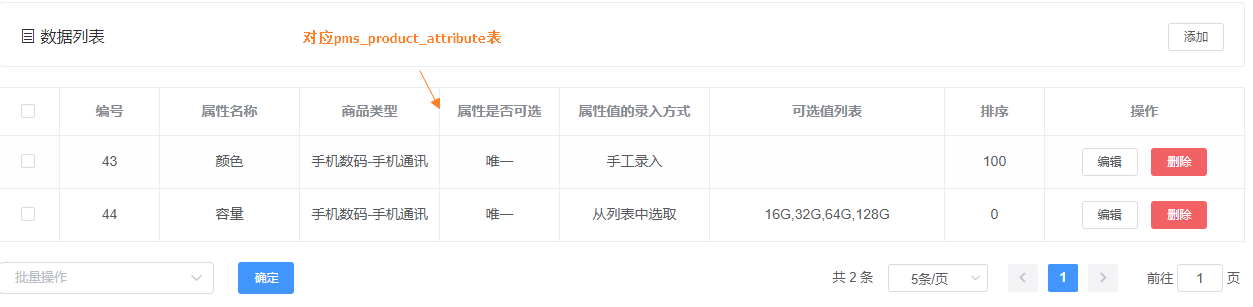 数据列表
对应pms_product_attribute表
添加
编号 属性名称 商品类型 属性是否可选 属性值的录入方式 可选值列表 排序 操作
43 颜色 手机数码-手机通讯 唯一 手工录入 100 编辑 删除
44 容量 手机数码-手机通讯 唯一 从列表中选取 16G,32G,64G,128G 0 编辑 删除
批量操作 确定 共 2 条 5条/页 1 前往 1 页